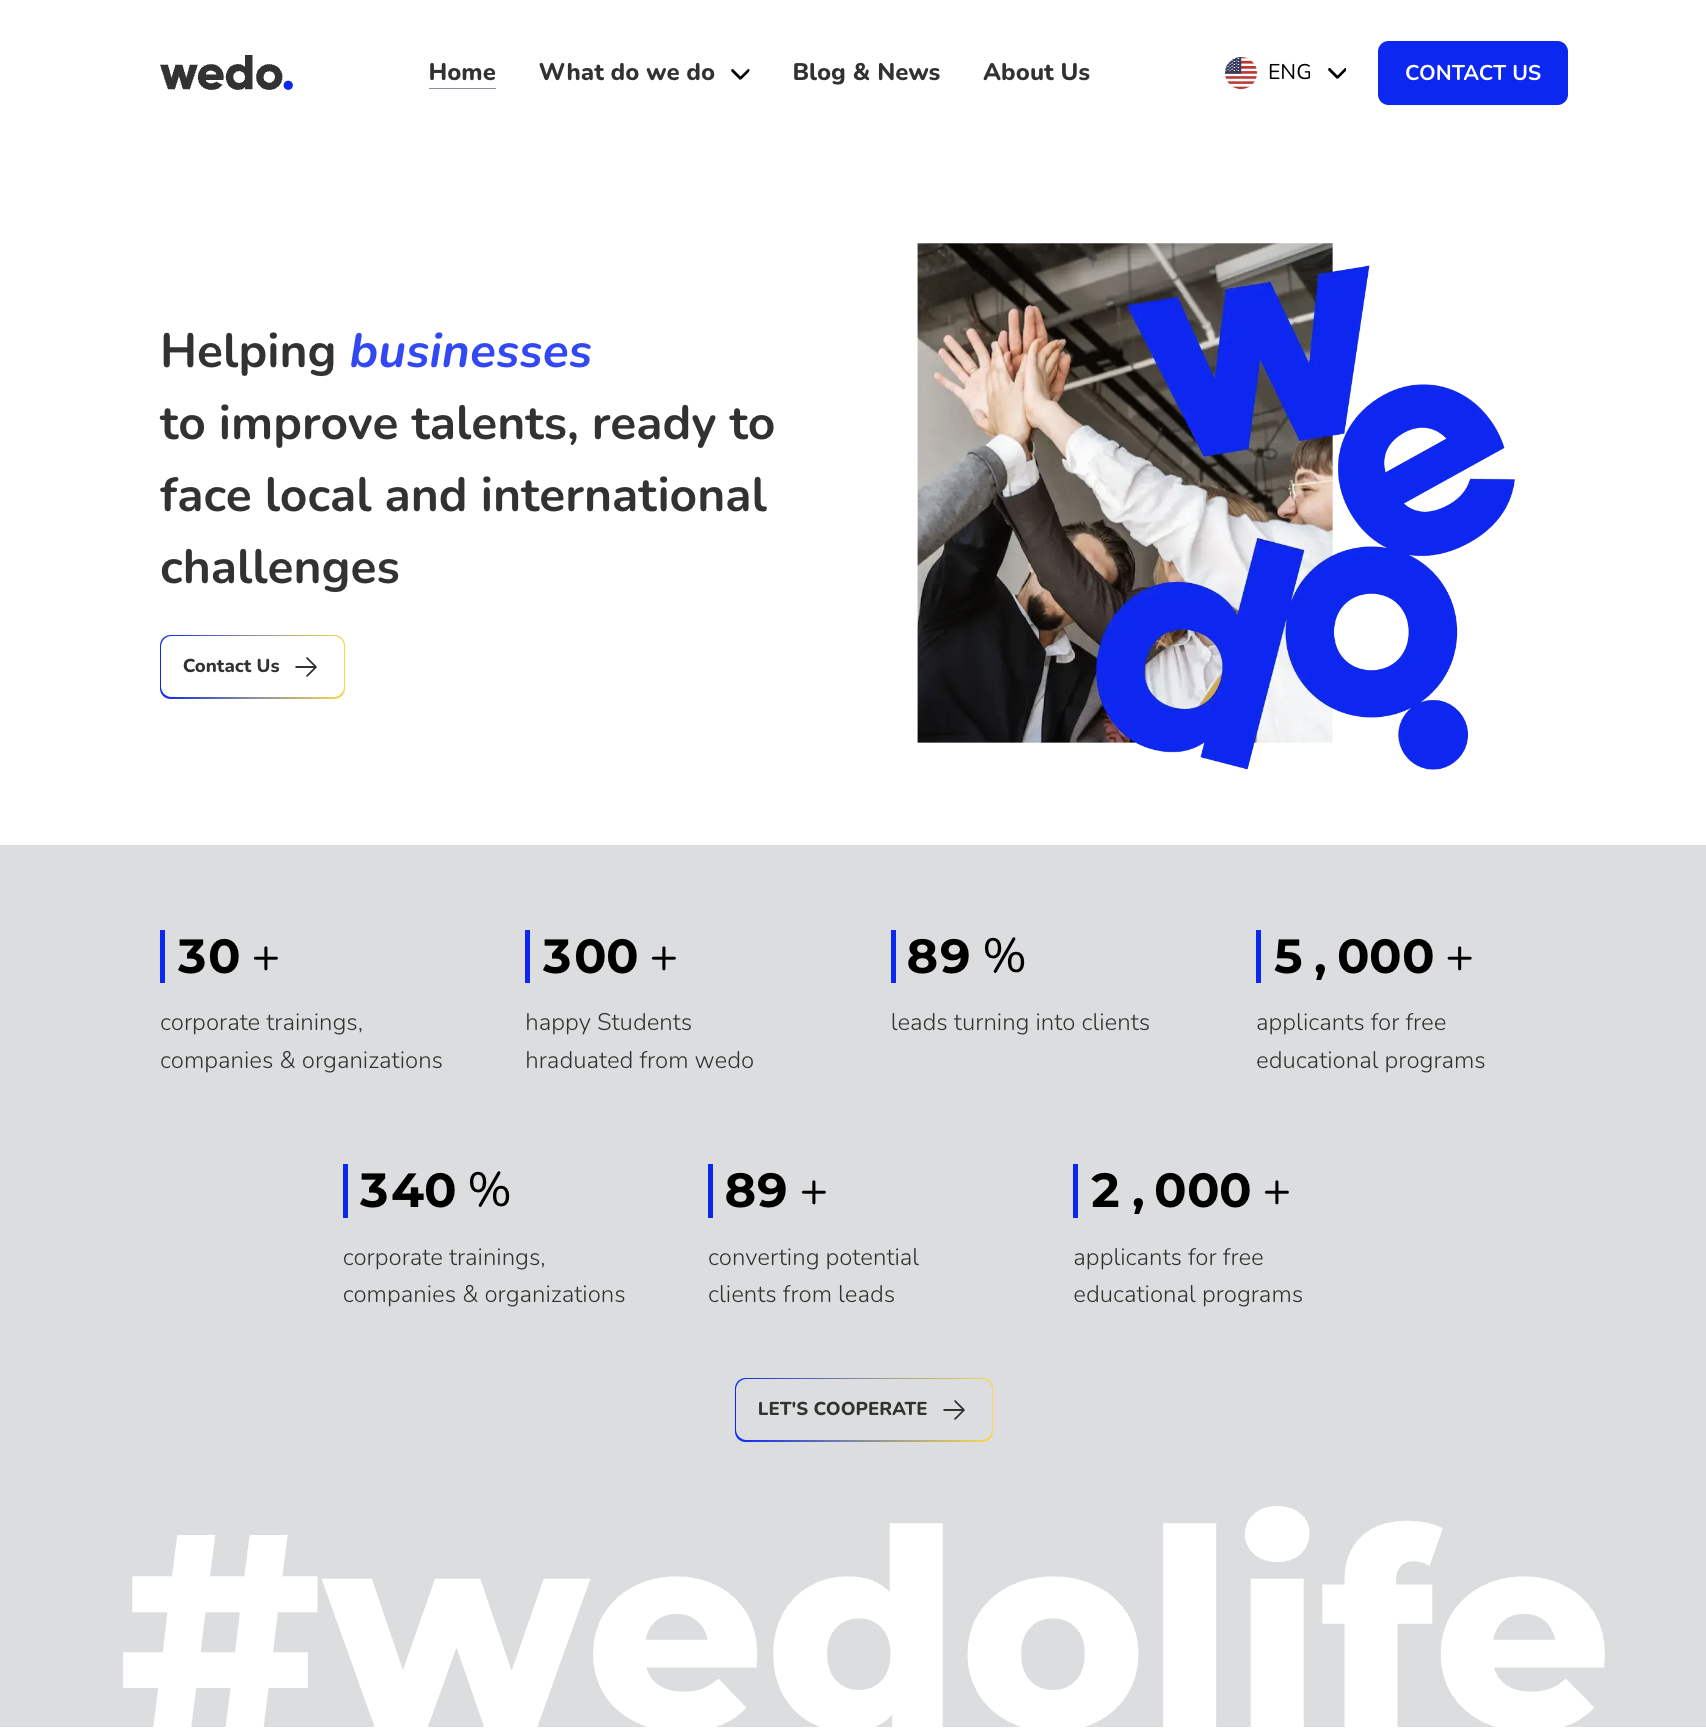 wedo.
Home What do we do Blog & News About Us ENG CONTACT US
Helping businesses
to improve talents, ready to
face local and international
challenges
Contact Us
wedo.
30 +
corporate trainings,
companies & organizations
300 +
happy Students
hraduated from wedo
89 %
leads turning into clients
5 , 000 +
applicants for free
educational programs
340 %
corporate trainings,
companies & organizations
89 +
converting potential
clients from leads
2 , 000 +
applicants for free
educational programs
LET'S COOPERATE
#wedolife